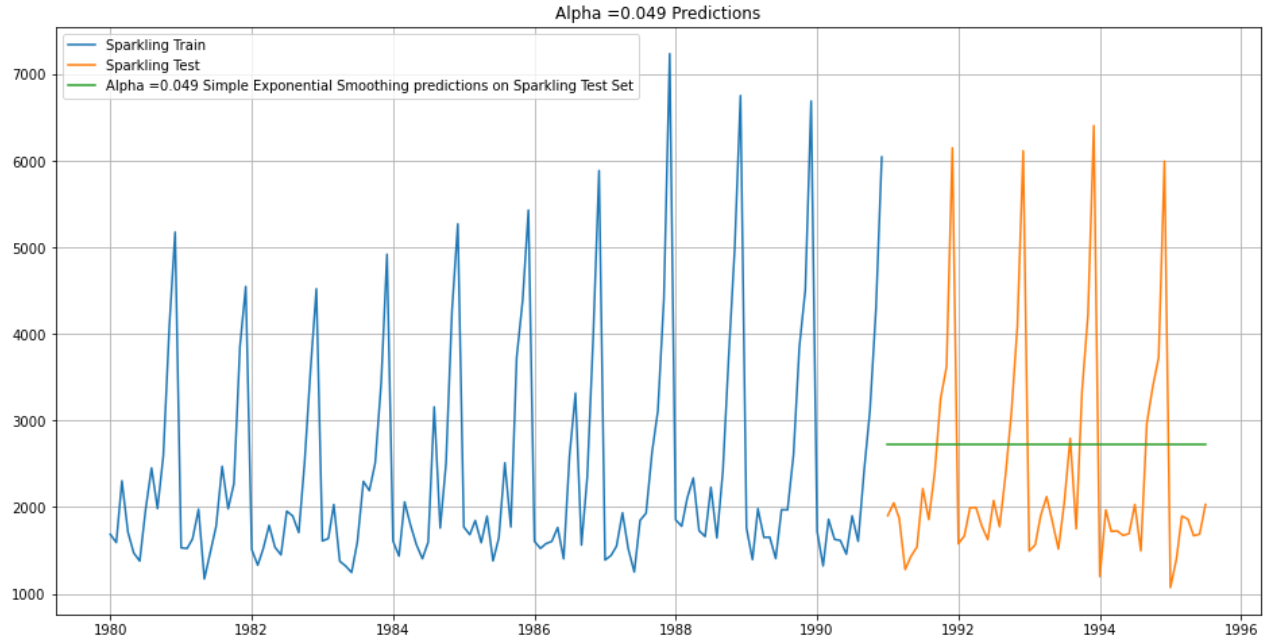 Alpha =0.049 Predictions
Sparkling Train
Sparkling Test
Alpha =0.049 Simple Exponential Smoothing predictions on Sparkling Test Set
7000
6000
5000
4000
3000
2000
1000
1980 1982 1984 1986 1988 1990 1992 1994 1996